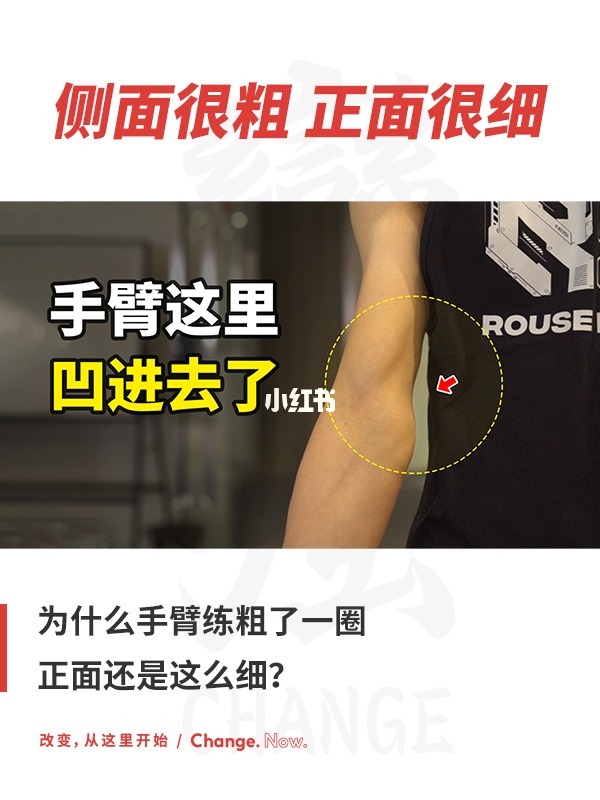 侧面很粗 正面很细
手臂这里
凹进去了
小红书
ROUSE
为什么手臂练粗了一圈
正面还是这么细?
改变,从这里开始 / Change. Now.
CHANGE